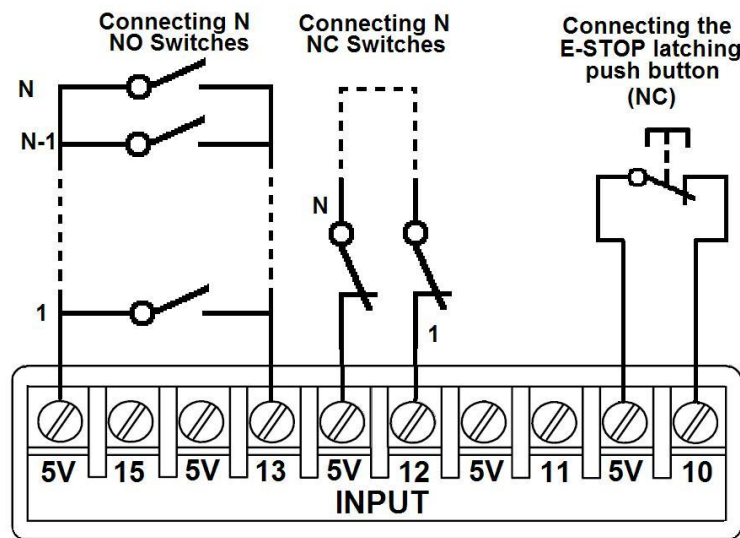 Connecting N
NO Switches
Connecting N
NC Switches
Connecting the
E-STOP latching
push button
(NC)
N
N-1
1
N
1
5V 15 5V 13 5V 12 5V 11 5V 10
INPUT